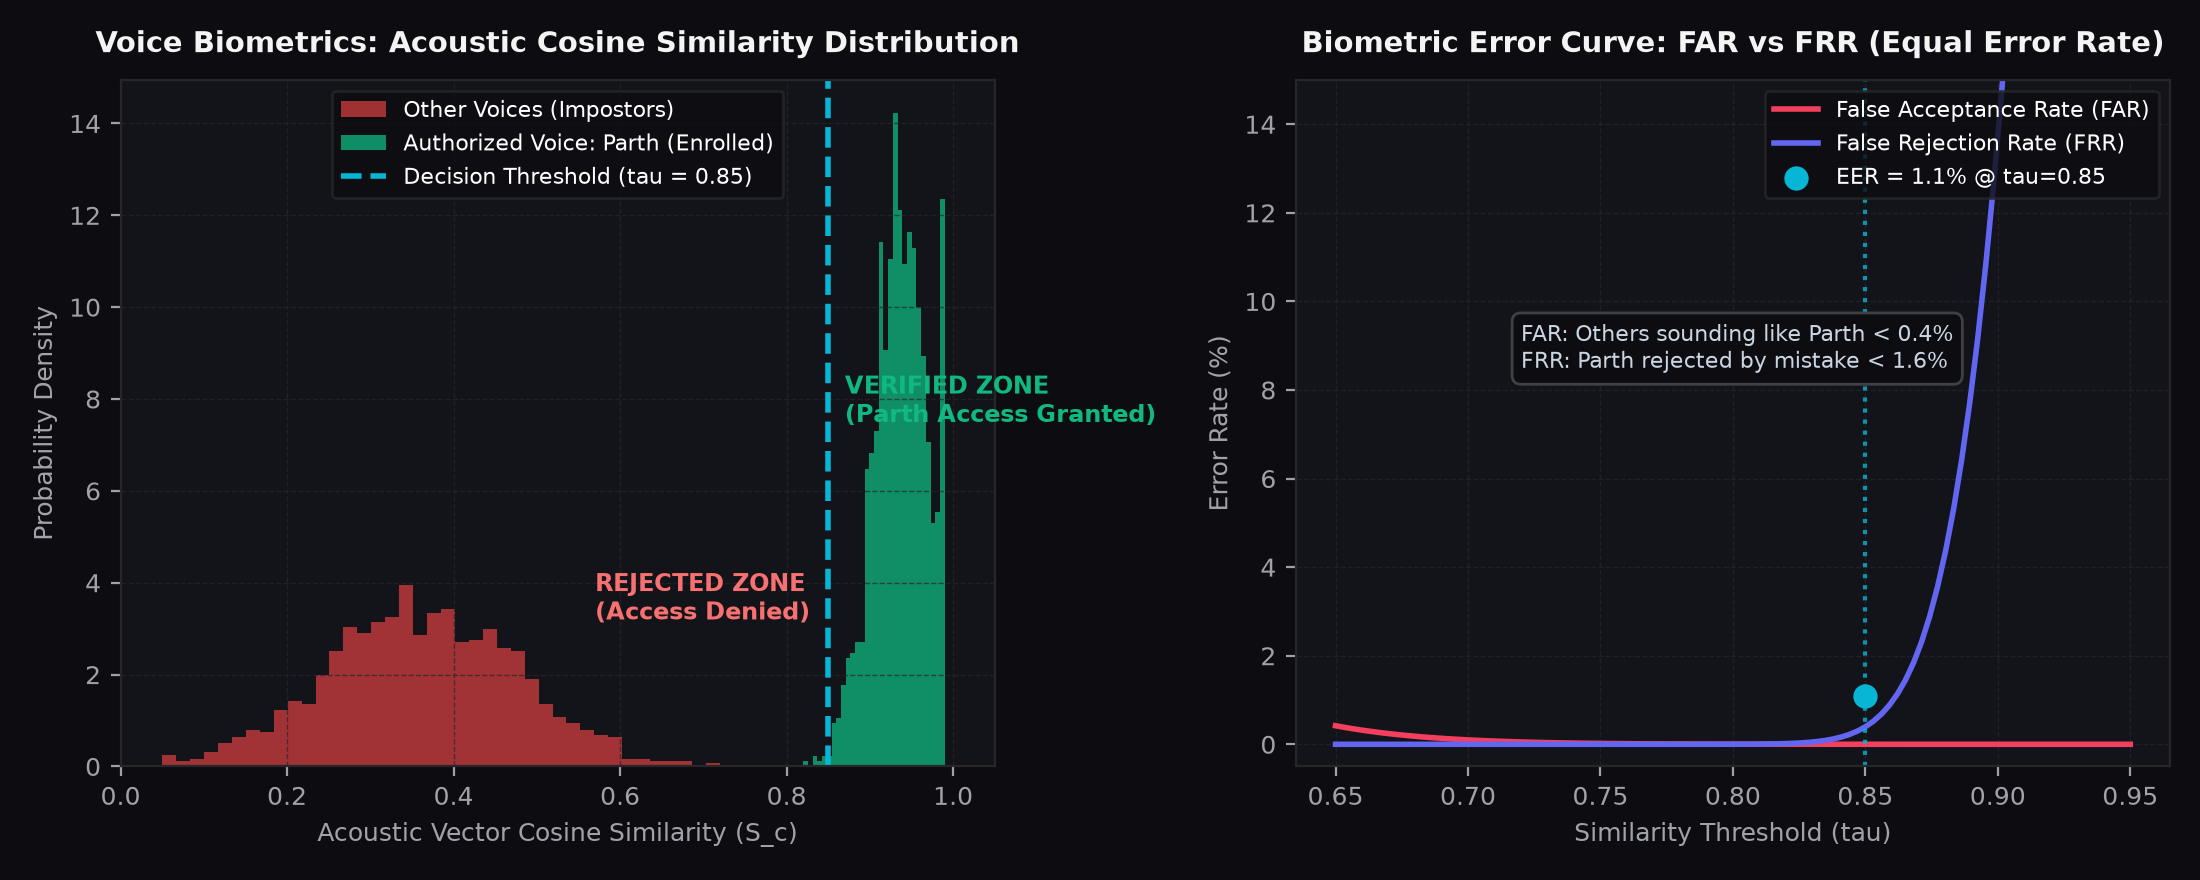 Voice Biometrics: Acoustic Cosine Similarity Distribution
Other Voices (Impostors)
Authorized Voice: Parth (Enrolled)
Decision Threshold (tau = 0.85)
VERIFIED ZONE
(Parth Access Granted)
REJECTED ZONE
(Access Denied)
Probability Density
14
12
10
8
6
4
2
0
0.0
0.2
0.4
0.6
0.8
1.0
Acoustic Vector Cosine Similarity (S_c)
Biometric Error Curve: FAR vs FRR (Equal Error Rate)
False Acceptance Rate (FAR)
False Rejection Rate (FRR)
EER = 1.1% @ tau=0.85
FAR: Others sounding like Parth < 0.4%
FRR: Parth rejected by mistake < 1.6%
Error Rate (%)
14
12
10
8
6
4
2
0
0.65
0.70
0.75
0.80
0.85
0.90
0.95
Similarity Threshold (tau)